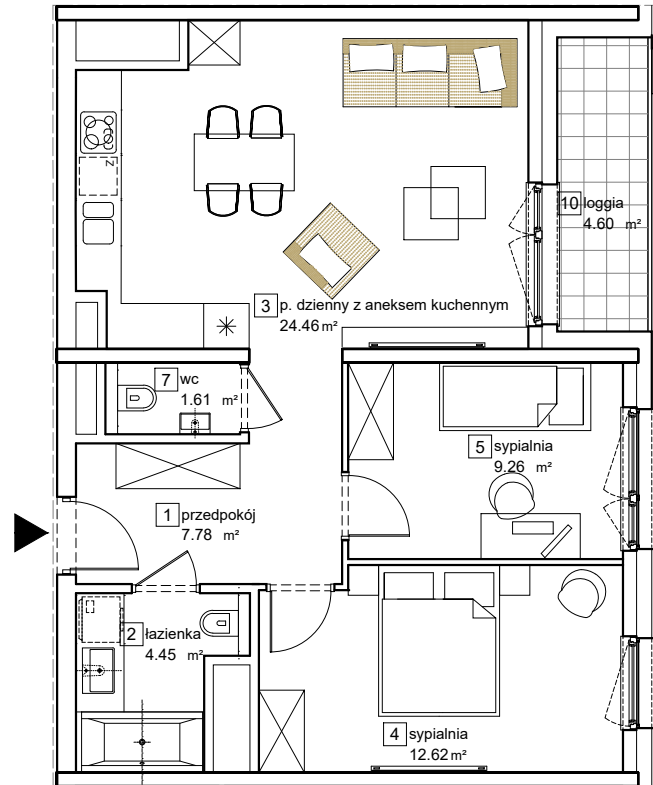 10 loggia
4.60 m²
3 p. dzienny z aneksem kuchennym
24.46 m²
7 wc
1.61 m²
5 sypialnia
9.26 m²
1 przedpokój
7.78 m²
2 łazienka
4.45 m²
4 sypialnia
12.62 m²
Z